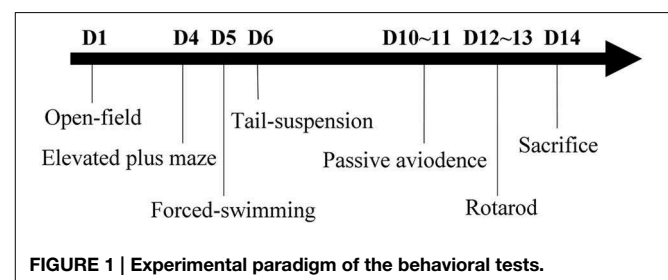 D1 D4 D5 D6 D10~11 D12~13 D14
Open-field
Tail-suspension
Sacrifice
Elevated plus maze
Passive aviodence
Forced-swimming
Rotarod
FIGURE 1 | Experimental paradigm of the behavioral tests.